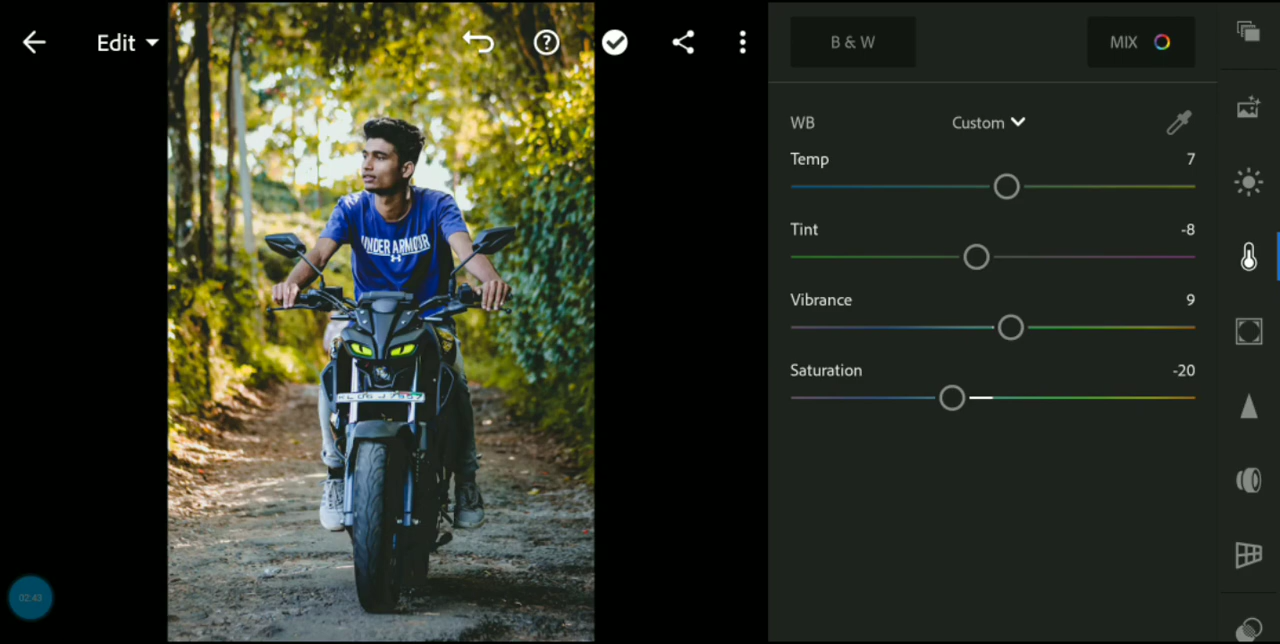 Edit
B & W
MIX
WB
Custom
Temp
7
Tint
-8
Vibrance
9
Saturation
-20
UNDER ARMOUR
02:43